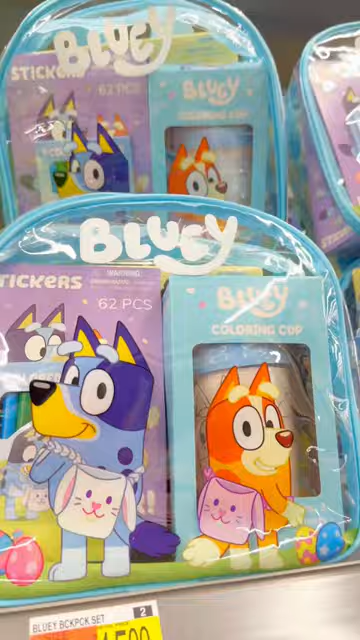 BLUEY
STICKERS
62 PCS
BLUEY
COLORING CUP
BLUEY
STICKERS
WARNING
62 PCS
BLUEY
COLORING CUP
BLUEY BCKPCK SET
2